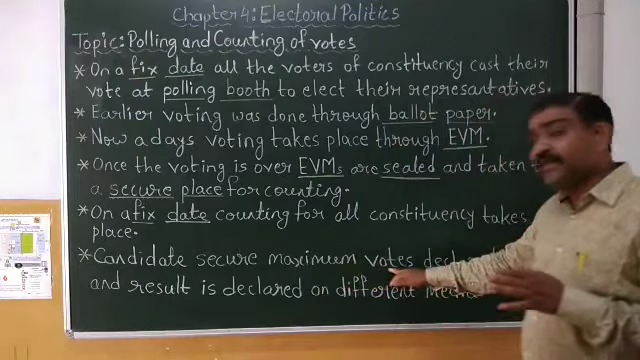 Chapter 4: Electoral Politics
Topic: Polling and Counting of votes
* On a fix date all the voters of constituency cast their
vote at polling booth to elect their represantatives.
* Earlier voting was done through ballot paper.
* Now a days voting takes place through EVM.
* Once the voting is over EVMs are sealed and taken
a secure place for counting.
* On a fix date counting for all constituency takes
place.
* Candidate secure maximum votes
and result is declared on different